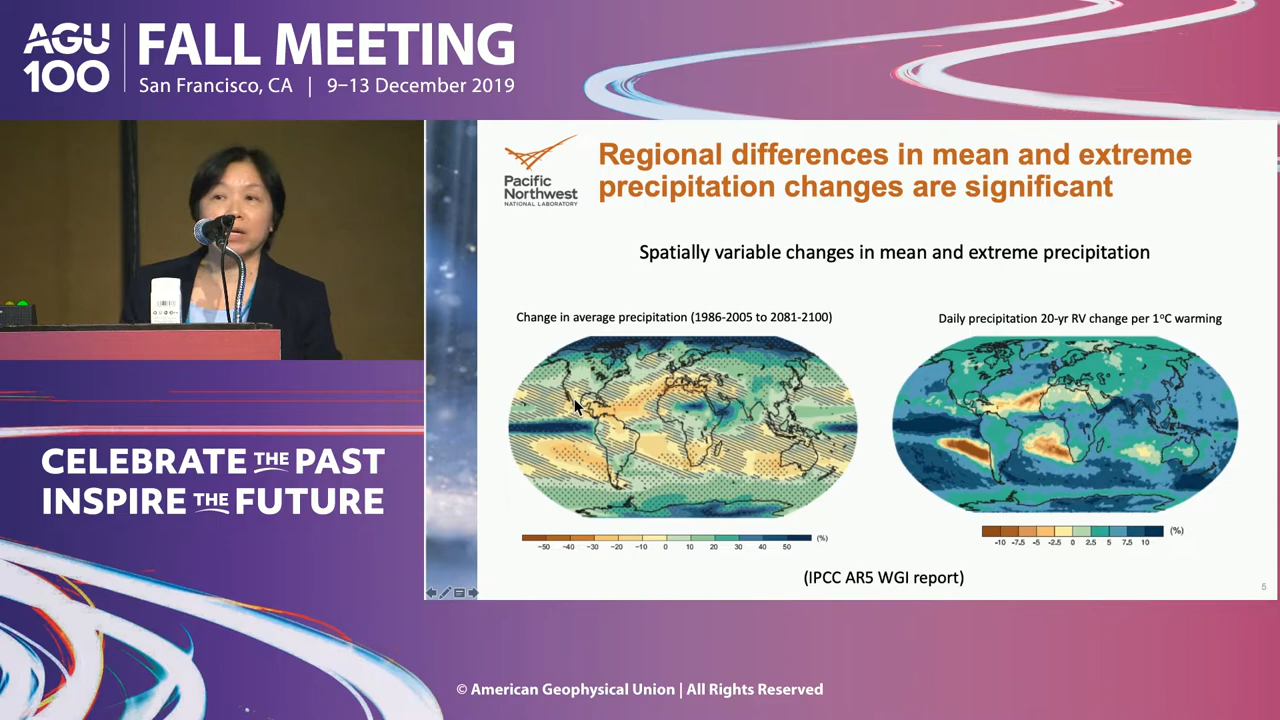 AGU
100
FALL MEETING
San Francisco, CA | 9–13 December 2019
Pacific
Northwest
NATIONAL LABORATORY
Regional differences in mean and extreme
precipitation changes are significant
Spatially variable changes in mean and extreme precipitation
Change in average precipitation (1986-2005 to 2081-2100)
Daily precipitation 20-yr RV change per 1°C warming
−50 −40 −30 −20 −10 0 10 20 30 40 50 (%)
-10 -7.5 -5 -2.5 0 2.5 5 7.5 10 (%)
(IPCC AR5 WGI report)
5
CELEBRATE THE PAST
INSPIRE THE FUTURE
© American Geophysical Union | All Rights Reserved